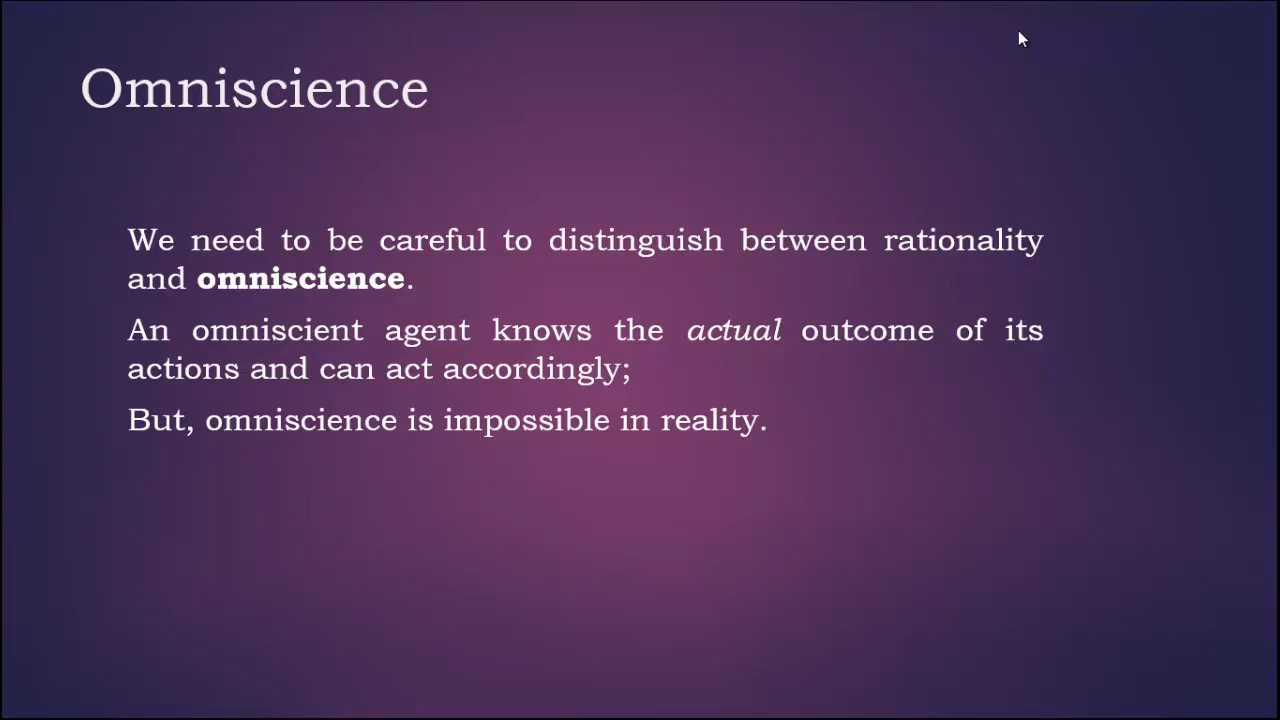 Omniscience
We need to be careful to distinguish between rationality
and omniscience.
An omniscient agent knows the actual outcome of its
actions and can act accordingly;
But, omniscience is impossible in reality.